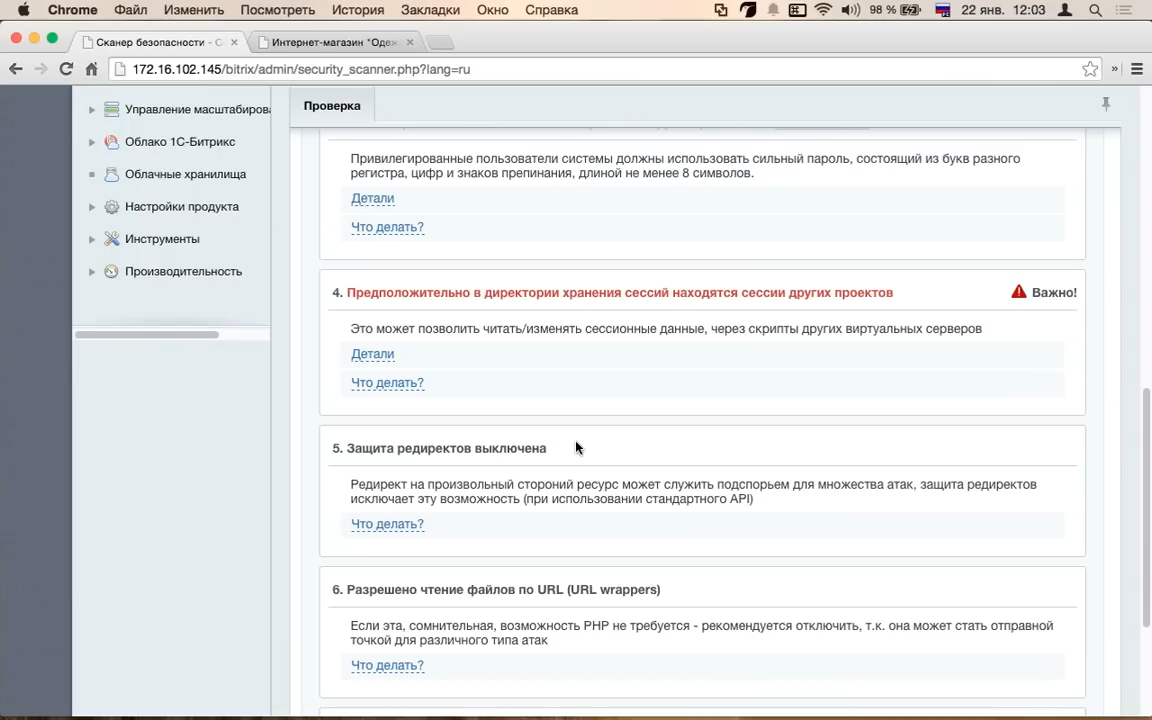 Chrome Файл Изменить Посмотреть История Закладки Окно Справка 98 % 22 янв. 12:03
Сканер безопасности - С
Интернет-магазин "Одеж
172.16.102.145/bitrix/admin/security_scanner.php?lang=ru
Управление масштабирова
Облако 1С-Битрикс
Облачные хранилища
Настройки продукта
Инструменты
Производительность
Проверка
Привилегированные пользователи системы должны использовать сильный пароль, состоящий из букв разного
регистра, цифр и знаков препинания, длиной не менее 8 символов.
Детали
Что делать?
4. Предположительно в директории хранения сессий находятся сессии других проектов
Важно!
Это может позволить читать/изменять сессионные данные, через скрипты других виртуальных серверов
Детали
Что делать?
5. Защита редиректов выключена
Редирект на произвольный стороний ресурс может служить подспорьем для множества атак, защита редиректов
исключает эту возможность (при использовании стандартного API)
Что делать?
6. Разрешено чтение файлов по URL (URL wrappers)
Если эта, сомнительная, возможность PHP не требуется - рекомендуется отключить, т.к. она может стать отправной
точкой для различного типа атак
Что делать?